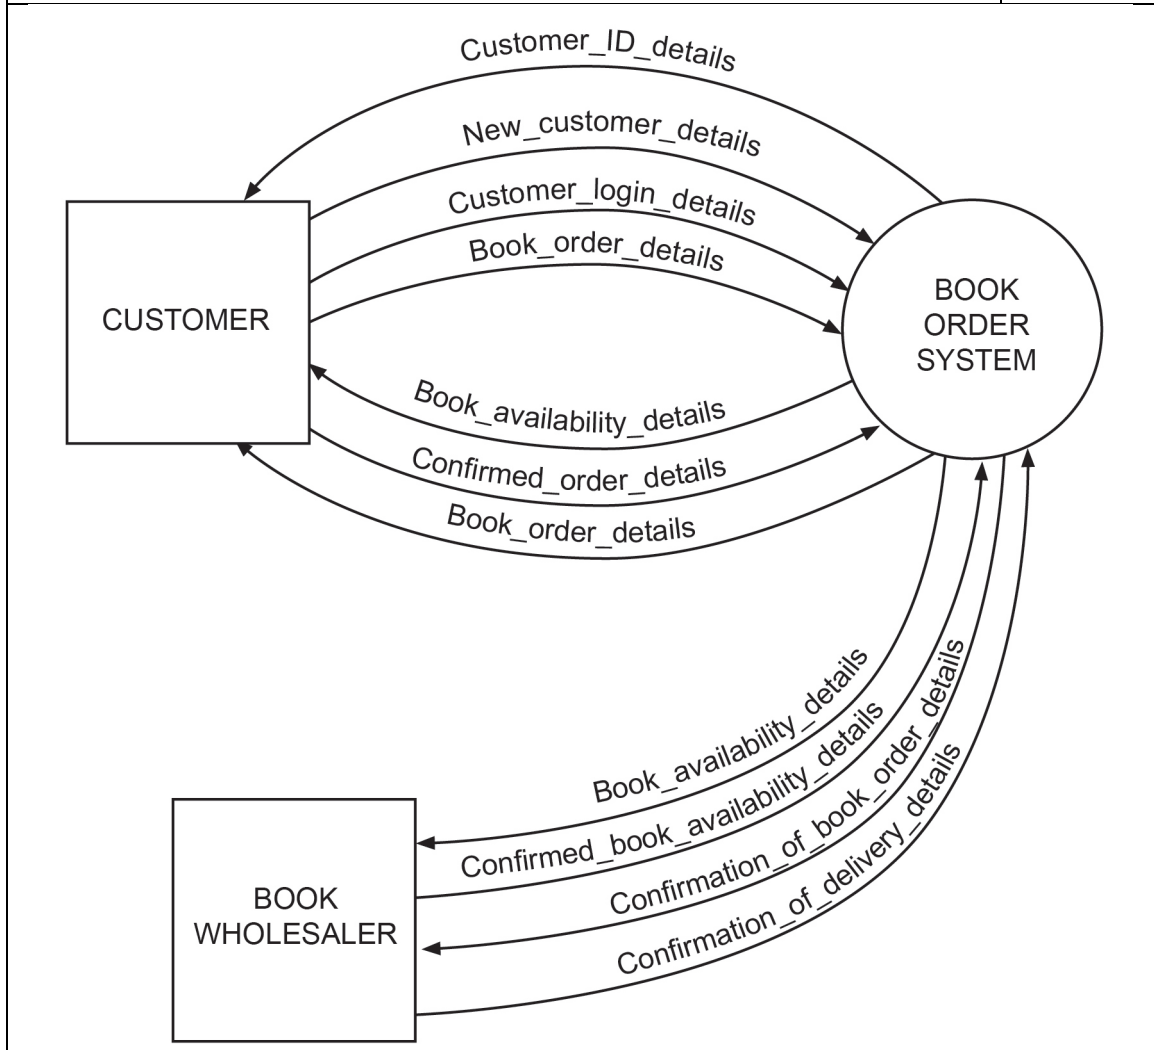 Customer_ID_details
New_customer_details
Customer_login_details
Book_order_details
CUSTOMER
BOOK
ORDER
SYSTEM
Book_availability_details
Confirmed_order_details
Book_order_details
Book_availability_details
Confirmed_book_availability_details
Confirmation_of_book_order_details
Confirmation_of_delivery_details
BOOK
WHOLESALER